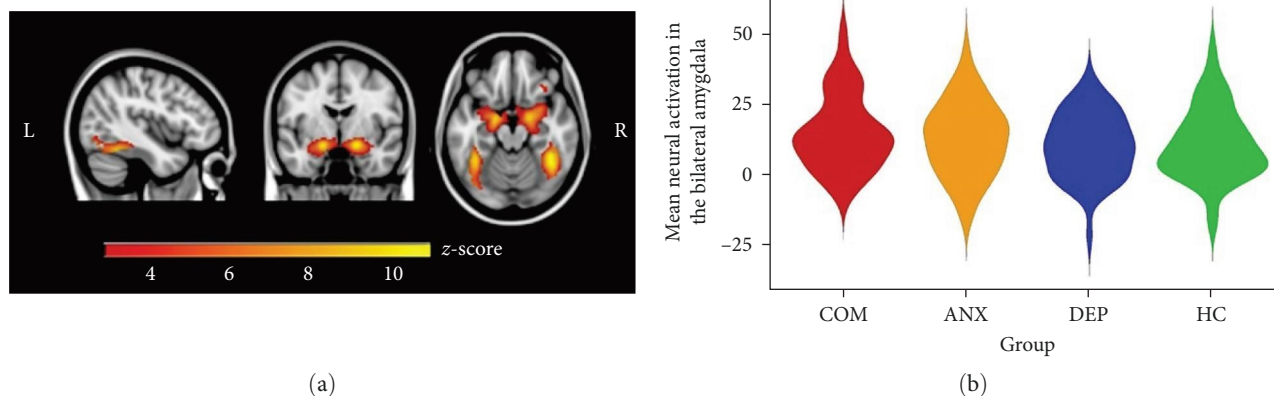 L
R
z-score
4 6 8 10
(a)
Mean neural activation in
the bilateral amygdala
50
25
0
−25
COM ANX DEP HC
Group
(b)